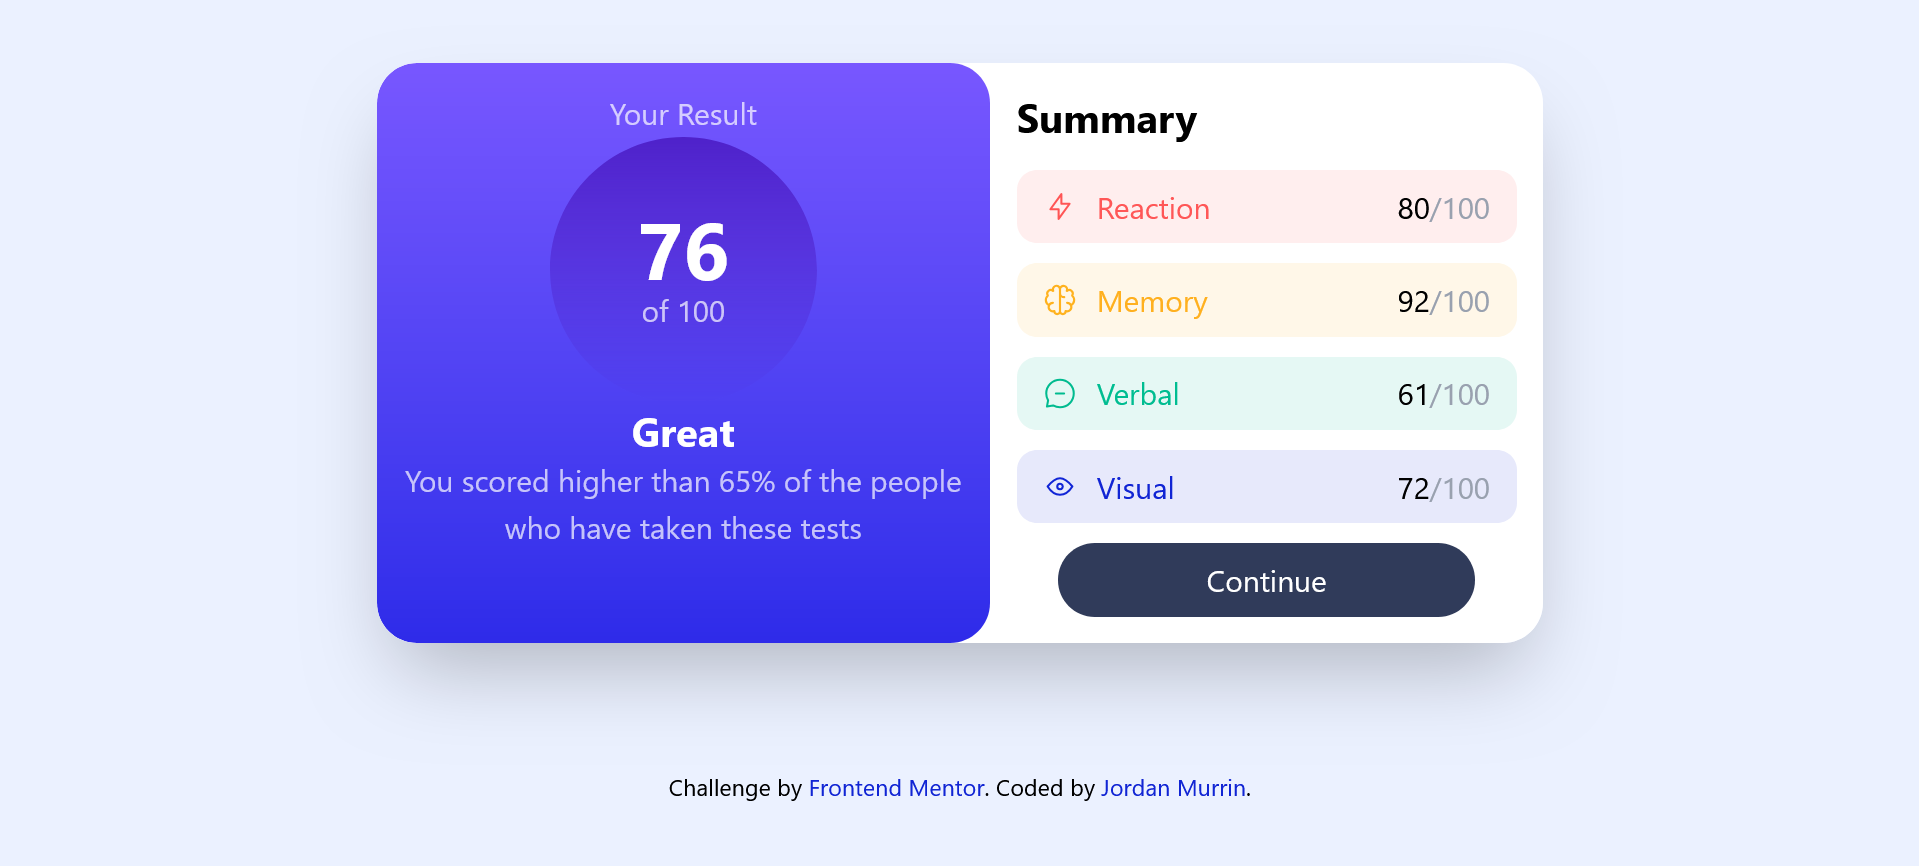 Your Result
76
of 100
Great
You scored higher than 65% of the people
who have taken these tests
Summary
Reaction 80/100
Memory 92/100
Verbal 61/100
Visual 72/100
Continue
Challenge by Frontend Mentor. Coded by Jordan Murrin.